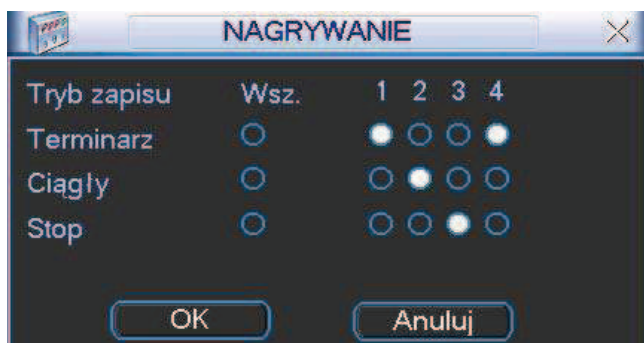 NAGRYWANIE
Tryb zapisu Wsz. 1 2 3 4
Terminarz
Ciągły
Stop
OK Anuluj